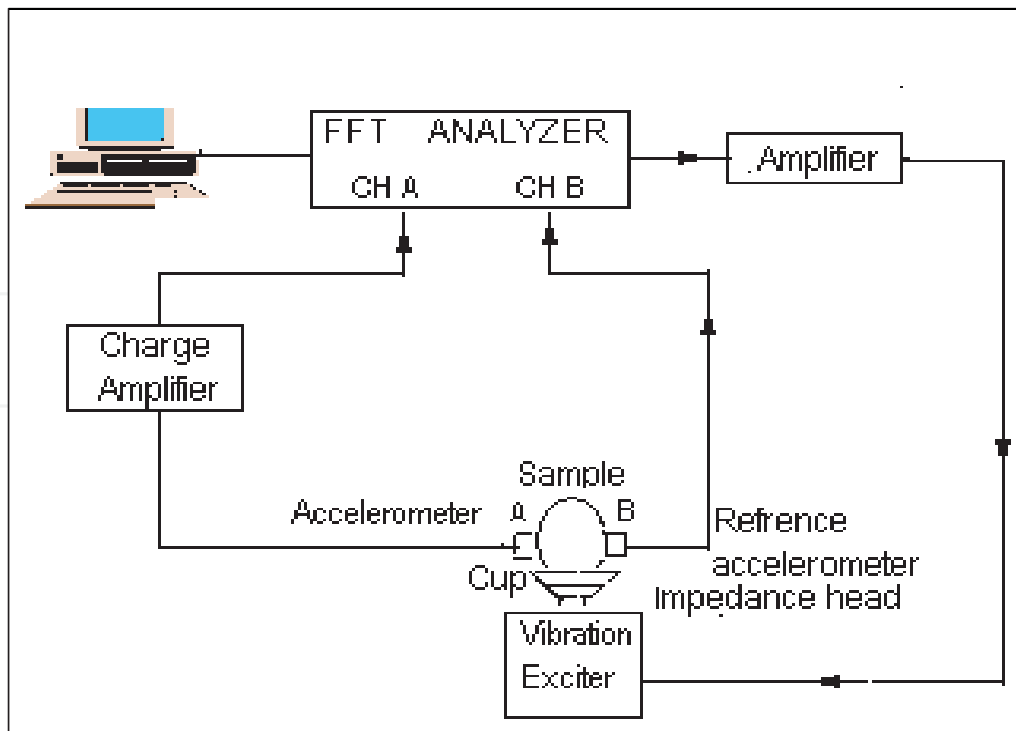 FFT ANALYZER
CH A CH B
Amplifier
Charge
Amplifier
Sample
Accelerometer A B
Refrence
accelerometer
Cup
Impedance head
Vibration
Exciter